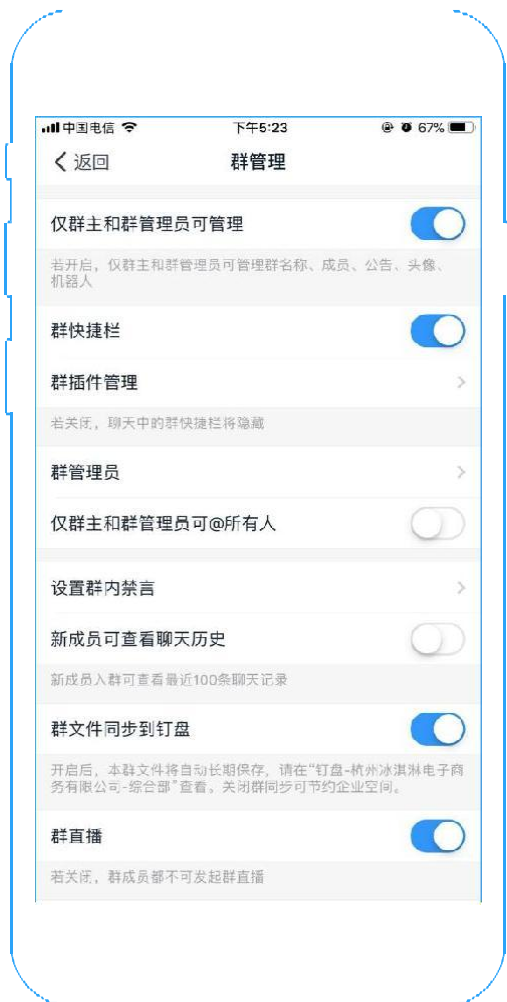 中国电信 下午5:23 67%
返回 群管理
仅群主和群管理员可管理
若开启，仅群主和群管理员可管理群名称、成员、公告、头像、
机器人
群快捷栏
群插件管理
若关闭，聊天中的群快捷栏将隐藏
群管理员
仅群主和群管理员可@所有人
设置群内禁言
新成员可查看聊天历史
新成员入群可查看最近100条聊天记录
群文件同步到钉盘
开启后，本群文件将自动长期保存，请在“钉盘-杭州冰淇淋电子商
务有限公司-综合部”查看。关闭群同步可节约企业空间。
群直播
若关闭，群成员都不可发起群直播